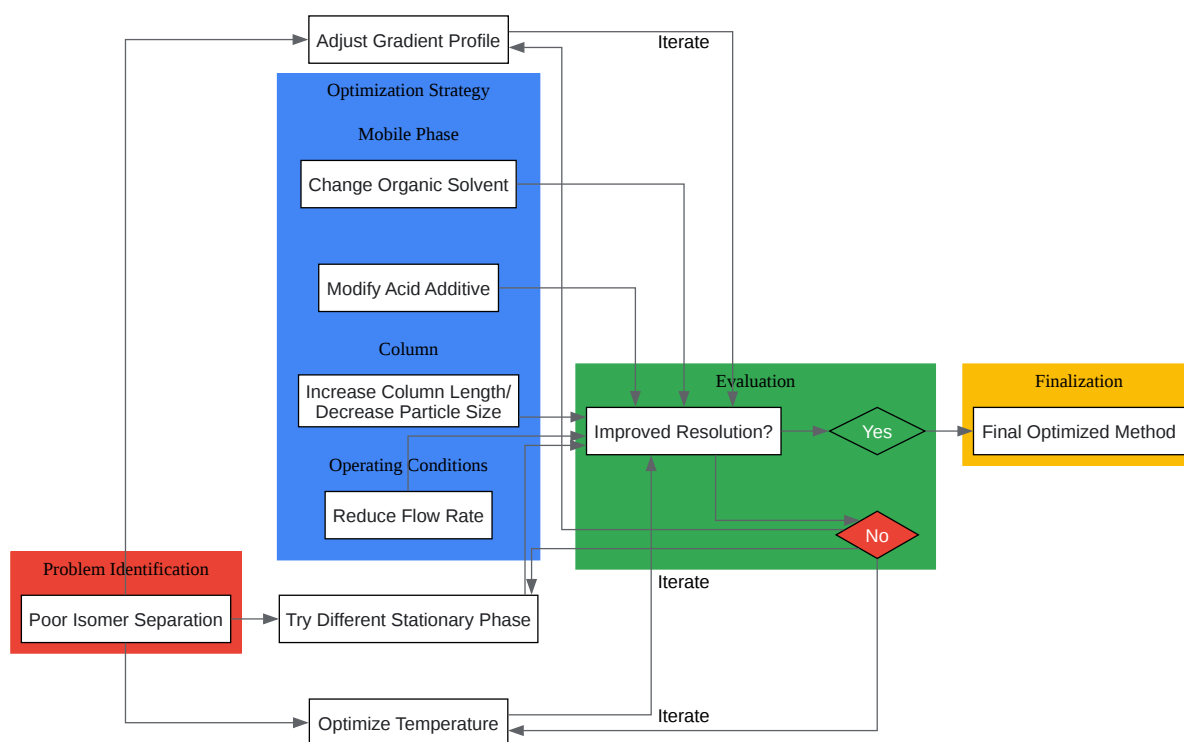 Adjust Gradient Profile
Iterate
Optimization Strategy
Mobile Phase
Change Organic Solvent
Modify Acid Additive
Column
Increase Column Length/
Decrease Particle Size
Operating Conditions
Reduce Flow Rate
Evaluation
Improved Resolution?
Yes
No
Finalization
Final Optimized Method
Problem Identification
Poor Isomer Separation
Try Different Stationary Phase
Iterate
Optimize Temperature
Iterate